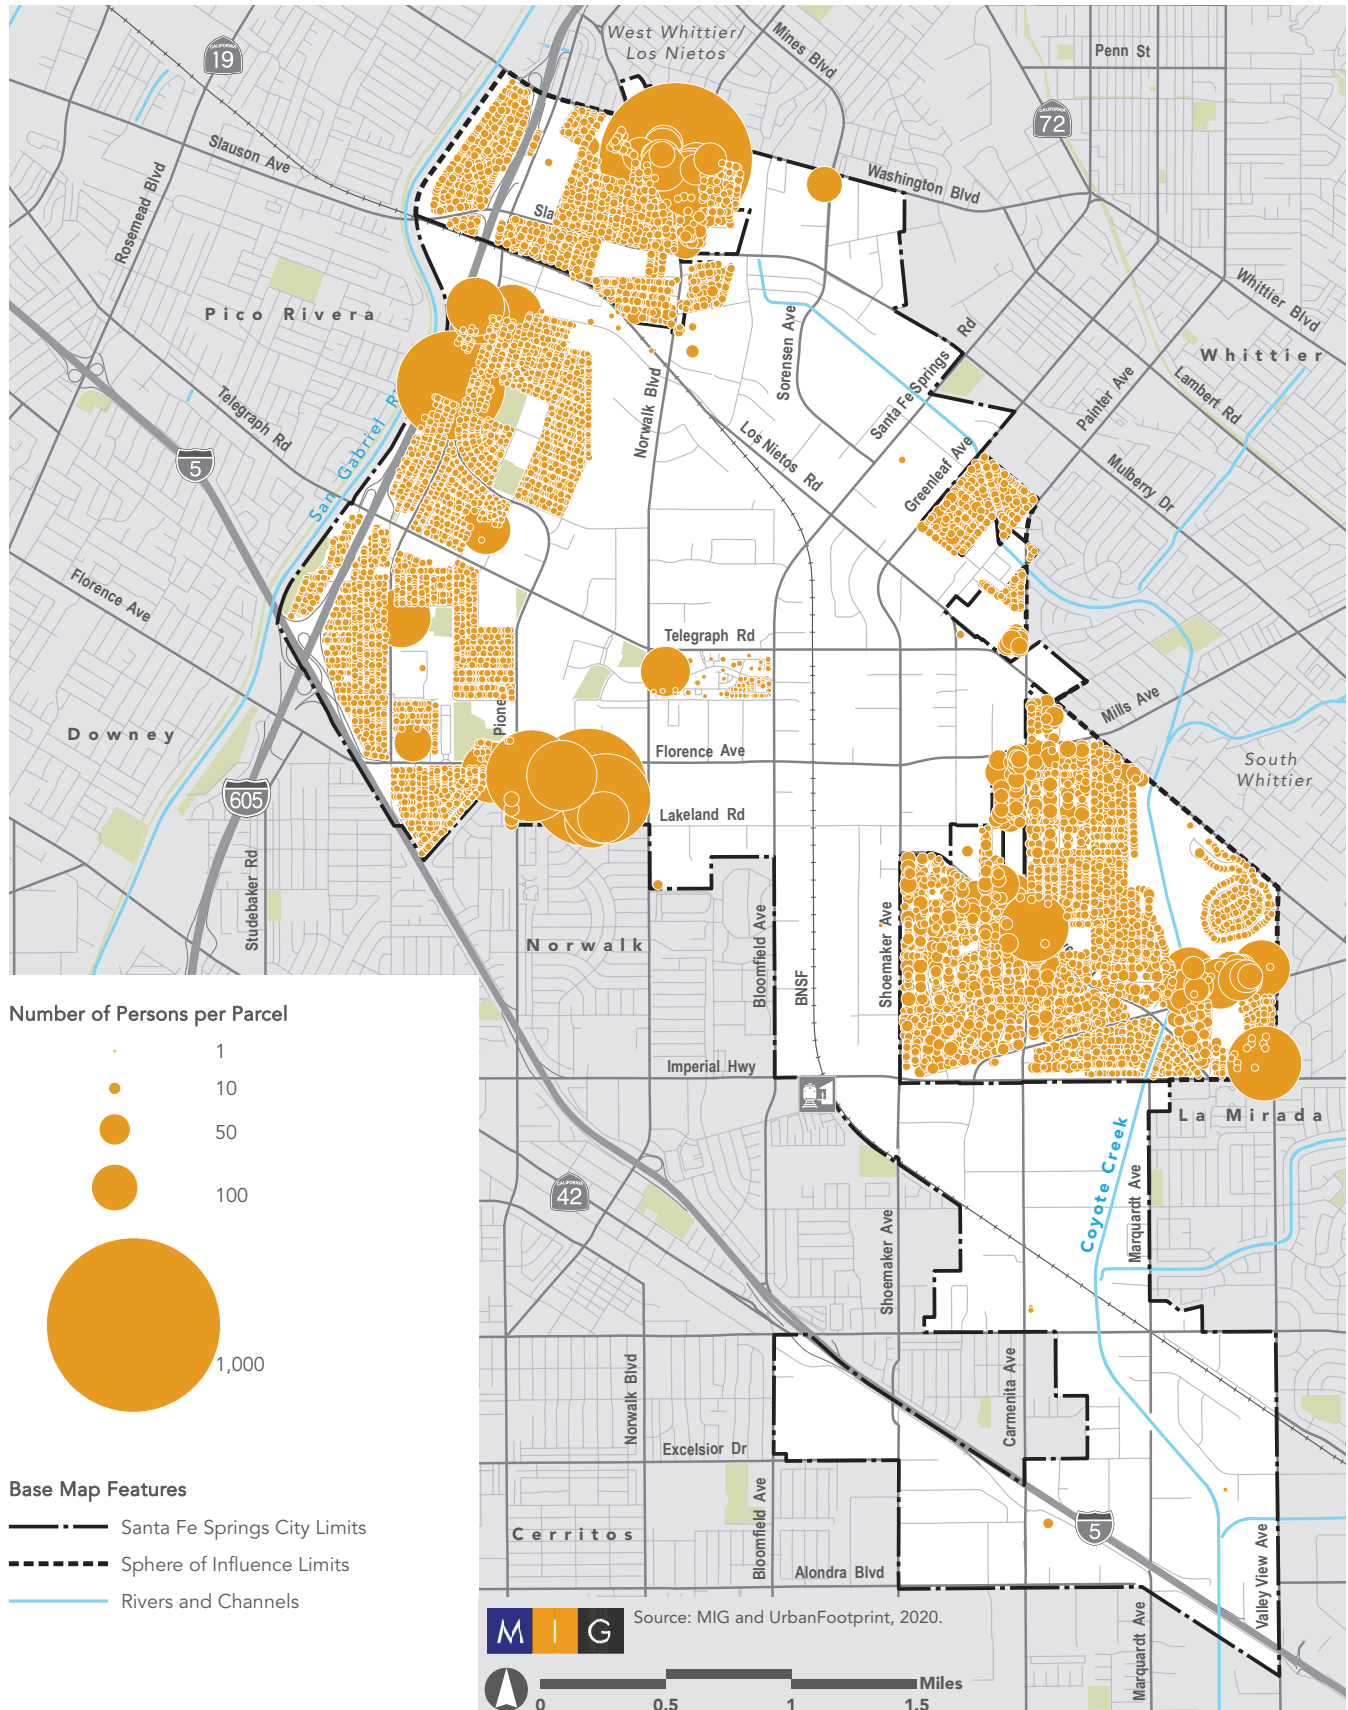 West Whittier/
Los Nietos
Mines Blvd
Penn St
CALIFORNIA
19
CALIFORNIA
72
Slauson Ave
Rosemead Blvd
Washington Blvd
Sla
Pico Rivera
Whittier Blvd
Whittier
Sorensen Ave
Santa Fe Springs Rd
Painter Ave
Lambert Rd
Telegraph Rd
Norwalk Blvd
Los Nietos Rd
Greenleaf Ave
Mulberry Dr
5
San Gabriel R
Florence Ave
Telegraph Rd
Mills Ave
Downey
Pione
Florence Ave
South
Whittier
605
Lakeland Rd
Studebaker Rd
Norwalk
Bloomfield Ave
BNSF
Shoemaker Ave
Imperial Hwy
La Mirada
Coyote Creek
Marquardt Ave
CALIFORNIA
42
Shoemaker Ave
Norwalk Blvd
Carmenita Ave
Excelsior Dr
Cerritos
Bloomfield Ave
Alondra Blvd
5
Valley View Ave
Marquardt Ave
Number of Persons per Parcel
1
10
50
100
1,000
Base Map Features
Santa Fe Springs City Limits
Sphere of Influence Limits
Rivers and Channels
M I G
Source: MIG and UrbanFootprint, 2020.
Miles
0 0.5 1 1.5